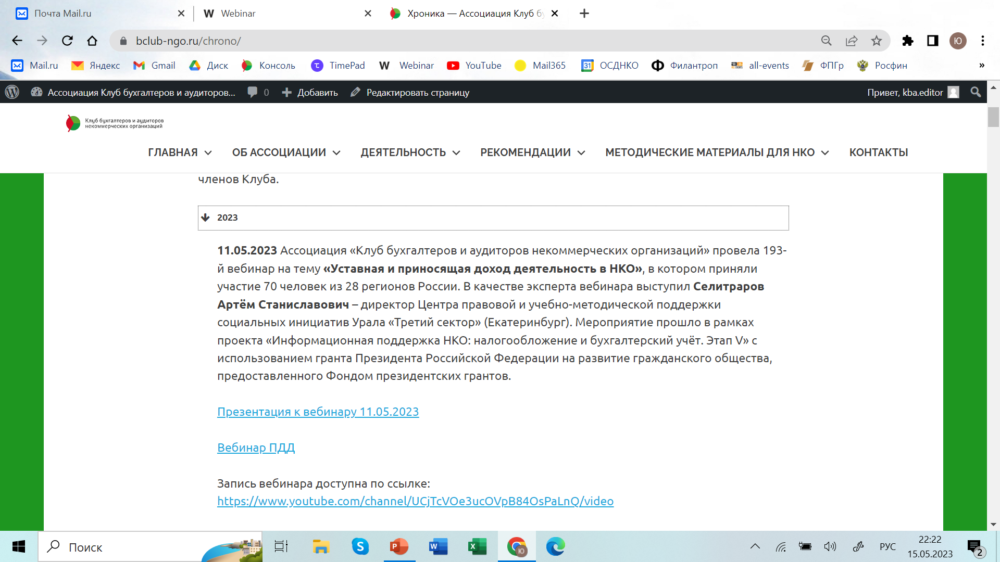 Почта Mail.ru
Webinar
Хроника — Ассоциация Клуб бу
bclub-ngo.ru/chrono/
Ю
Mail.ru Яндекс Gmail Диск Консоль TimePad Webinar YouTube Mail365 31 ОСДНКО Филантроп all-events ФПГр Росфин »
Ассоциация Клуб бухгалтеров и аудиторов... 0 Добавить Редактировать страницу Привет, kba.editor
Клуб бухгалтеров и аудиторов
некоммерческих организаций
ГЛАВНАЯ ОБ АССОЦИАЦИИ ДЕЯТЕЛЬНОСТЬ РЕКОМЕНДАЦИИ МЕТОДИЧЕСКИЕ МАТЕРИАЛЫ ДЛЯ НКО КОНТАКТЫ
членов Клуба.
2023
11.05.2023 Ассоциация «Клуб бухгалтеров и аудиторов некоммерческих организаций» провела 193-
й вебинар на тему «Уставная и приносящая доход деятельность в НКО», в котором приняли
участие 70 человек из 28 регионов России. В качестве эксперта вебинара выступил Селитраров
Артём Станиславович – директор Центра правовой и учебно-методической поддержки
социальных инициатив Урала «Третий сектор» (Екатеринбург). Мероприятие прошло в рамках
проекта «Информационная поддержка НКО: налогообложение и бухгалтерский учёт. Этап V» с
использованием гранта Президента Российской Федерации на развитие гражданского общества,
предоставленного Фондом президентских грантов.
Презентация к вебинару 11.05.2023
Вебинар ПДД
Запись вебинара доступна по ссылке:
https://www.youtube.com/channel/UCjTcVOe3ucOVpB84OsPaLnQ/video
Поиск
РУС
22:22
15.05.2023
2